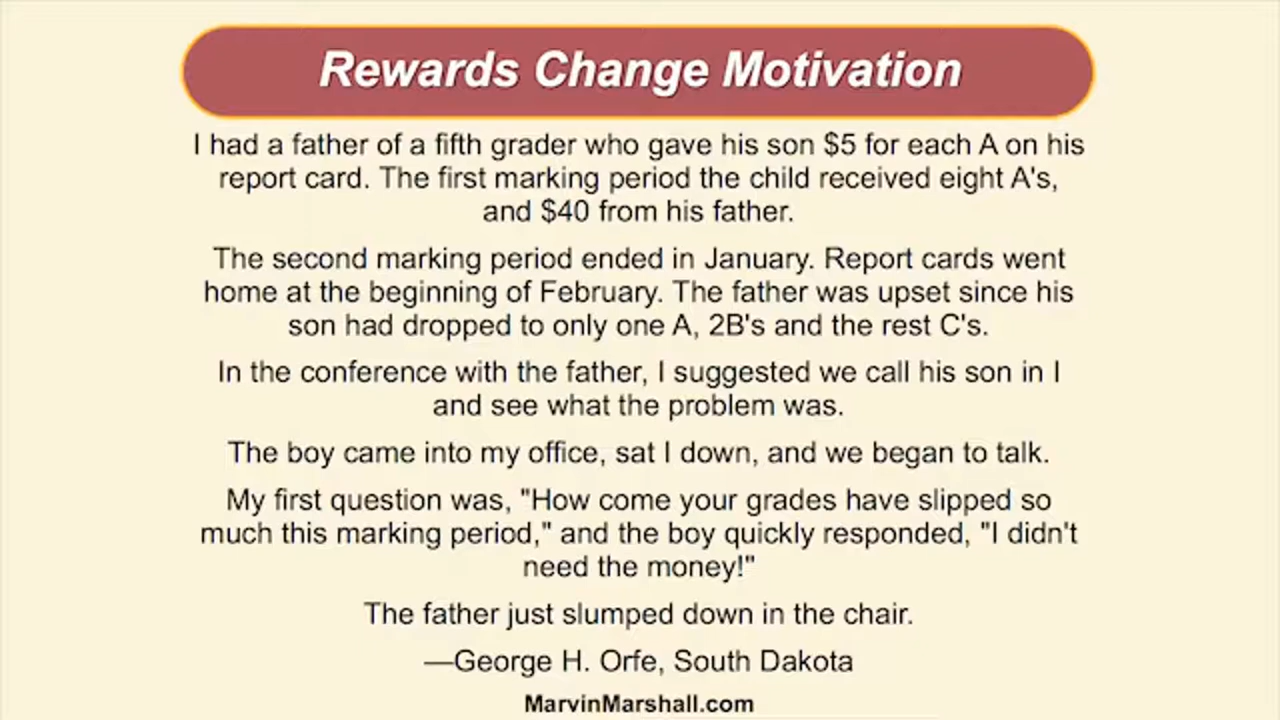 Rewards Change Motivation
I had a father of a fifth grader who gave his son $5 for each A on his
report card. The first marking period the child received eight A's,
and $40 from his father.
The second marking period ended in January. Report cards went
home at the beginning of February. The father was upset since his
son had dropped to only one A, 2B's and the rest C's.
In the conference with the father, I suggested we call his son in I
and see what the problem was.
The boy came into my office, sat I down, and we began to talk.
My first question was, "How come your grades have slipped so
much this marking period," and the boy quickly responded, "I didn't
need the money!"
The father just slumped down in the chair.
—George H. Orfe, South Dakota
MarvinMarshall.com